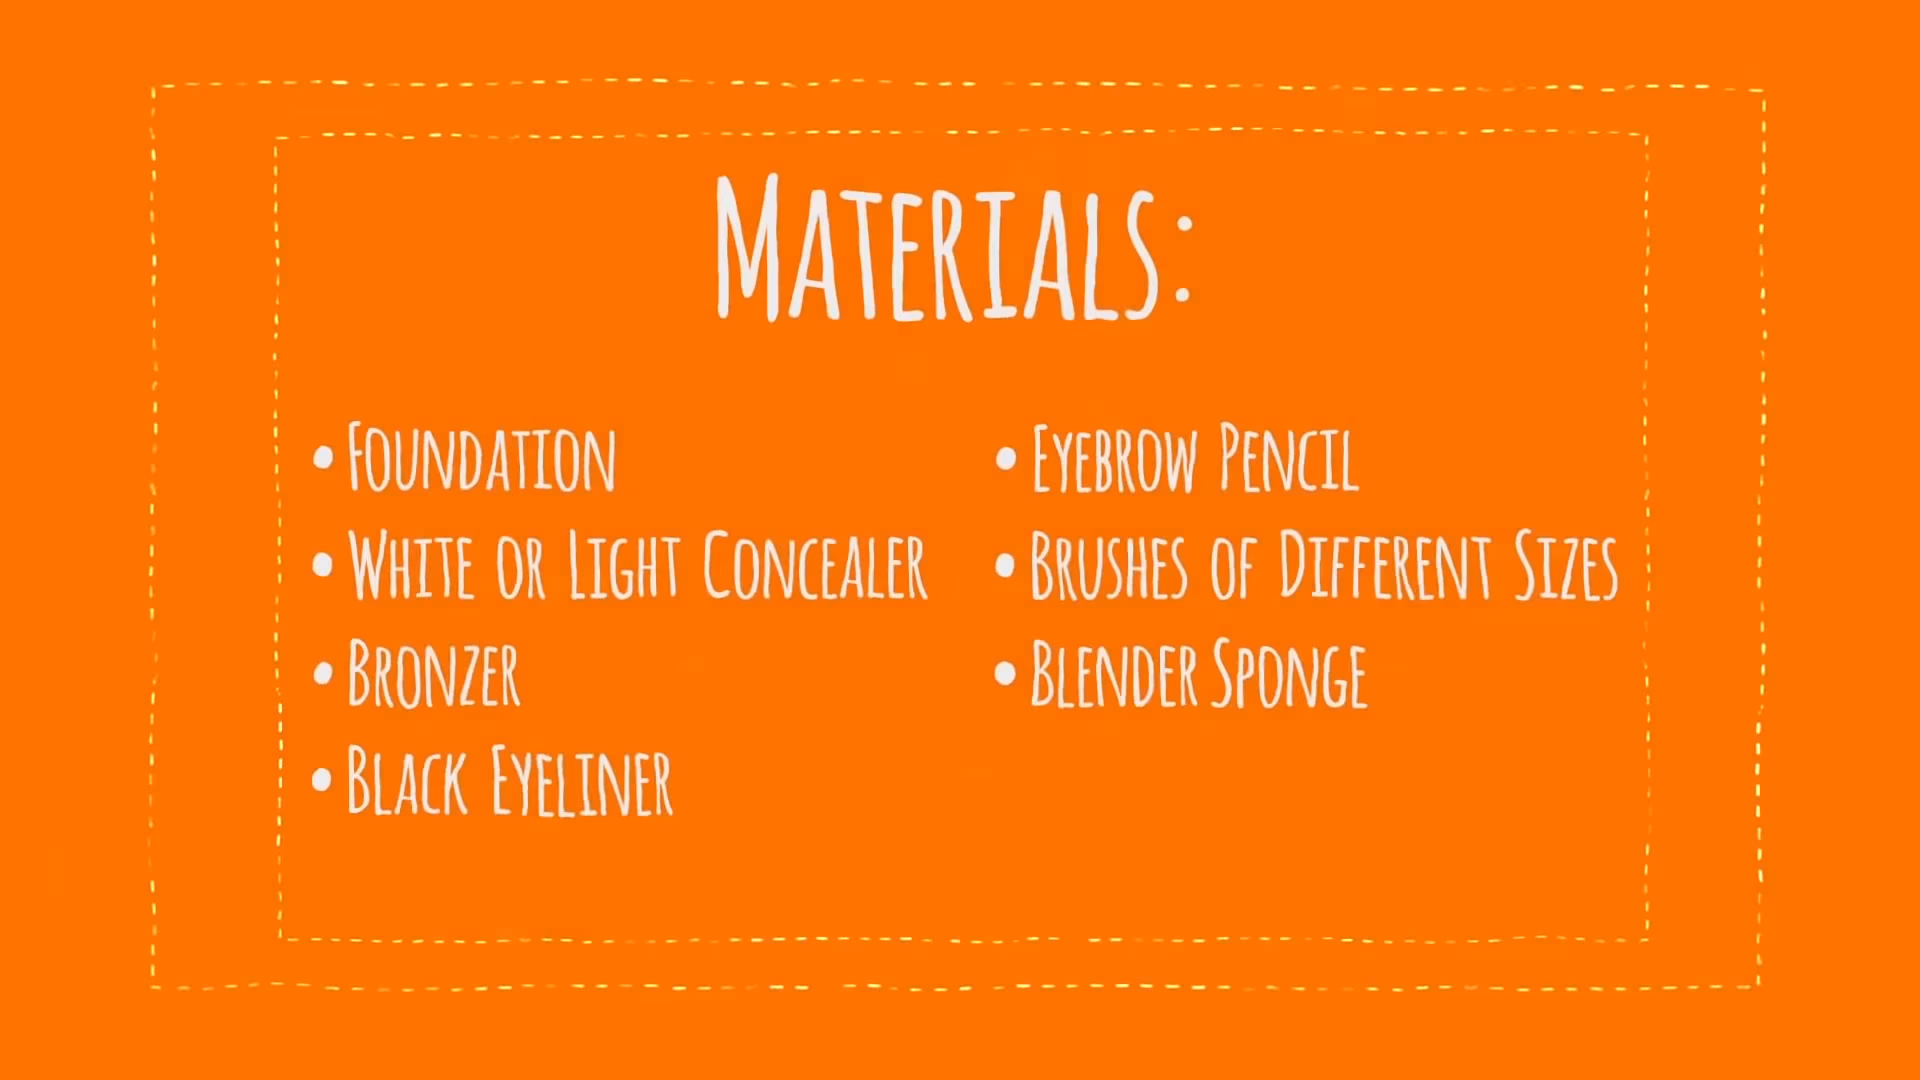 Materials:
• Foundation
• White or Light Concealer
• Bronzer
• Black Eyeliner
• Eyebrow Pencil
• Brushes of Different Sizes
• Blender Sponge